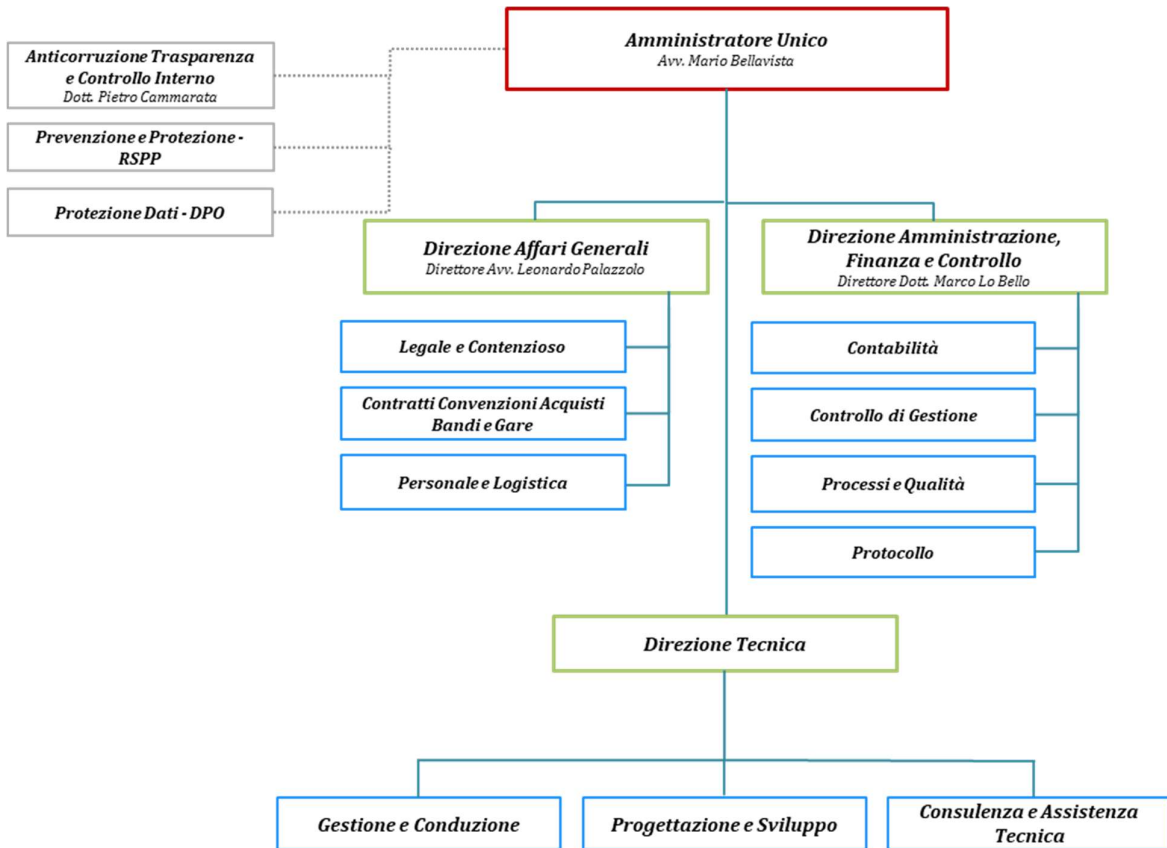 Amministratore Unico
Avv. Mario Bellavista
Anticorruzione Trasparenza
e Controllo Interno
Dott. Pietro Cammarata
Prevenzione e Protezione -
RSPP
Protezione Dati - DPO
Direzione Affari Generali
Direttore Avv. Leonardo Palazzolo
Direzione Amministrazione,
Finanza e Controllo
Direttore Dott. Marco Lo Bello
Legale e Contenzioso
Contratti Convenzioni Acquisti
Bandi e Gare
Personale e Logistica
Contabilità
Controllo di Gestione
Processi e Qualità
Protocollo
Direzione Tecnica
Gestione e Conduzione
Progettazione e Sviluppo
Consulenza e Assistenza
Tecnica